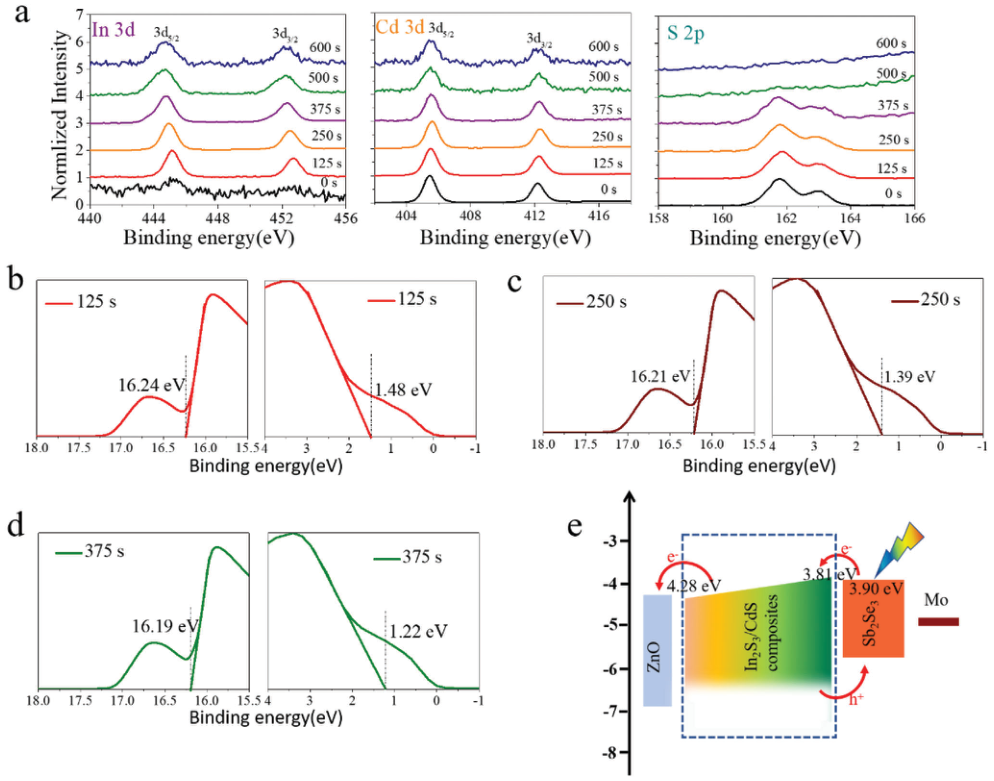 a
Normlized Intensity
7
6
5
4
3
2
1
0
In 3d
3d5/2
3d3/2
600 s
500 s
375 s
250 s
125 s
0 s
440 444 448 452 456
Binding energy(eV)
Cd 3d
3d5/2
3d3/2
600 s
500 s
375 s
250 s
125 s
0 s
404 408 412 416
Binding energy(eV)
S 2p
600 s
500 s
375 s
250 s
125 s
0 s
158 160 162 164 166
Binding energy(eV)
b
125 s
16.24 eV
125 s
1.48 eV
18.0 17.5 17.0 16.5 16.0 15.5 4 3 2 1 0 -1
Binding energy(eV)
c
250 s
16.21 eV
250 s
1.39 eV
18.0 17.5 17.0 16.5 16.0 15.5 4 3 2 1 0 -1
Binding energy(eV)
d
375 s
16.19 eV
375 s
1.22 eV
18.0 17.5 17.0 16.5 16.0 15.5 4 3 2 1 0 -1
Binding energy(eV)
e
-3
-4
-5
-6
-7
-8
e-
4.28 eV
ZnO
In2S3/CdS
composites
3.81 eV
e-
3.90 eV
Sb2Se3
h+
Mo